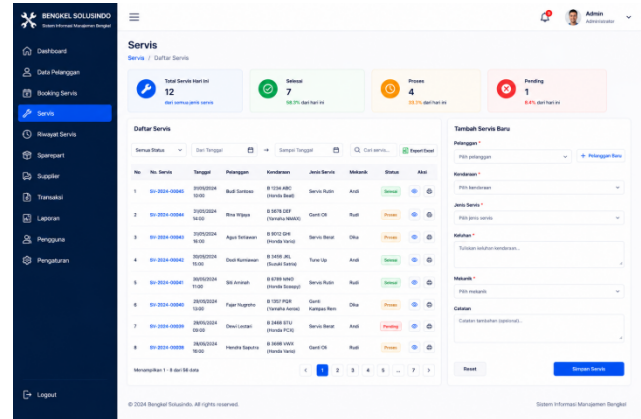 BENGKEL SOLUSINDO
Sistem Informasi Manajemen Bengkel
Dashboard
Data Pelanggan
Booking Servis
Servis
Riwayat Servis
Sparepart
Supplier
Transaksi
Laporan
Pengguna
Pengaturan
Logout
Admin
Administrator
Servis
Servis / Daftar Servis
Total Servis Hari Ini
12
dari semua jenis servis
Selesai
7
58.3% dari hari ini
Proses
4
33.3% dari hari ini
Pending
1
8.4% dari hari ini
Daftar Servis
Semua Status
Dari Tanggal
→
Sampai Tanggal
Cari servis...
Export Excel
No No. Servis Tanggal Pelanggan Kendaraan Jenis Servis Mekanik Status Aksi
1 SV-2024-00045 31/05/2024 10:05 Budi Santoso B 1234 ABC (Honda Beat) Servis Rutin Andi Selesai
2 SV-2024-00044 31/05/2024 14:02 Rina Wijaya B 5678 DEF (Yamaha NMAX) Ganti Oli Rudi Proses
3 SV-2024-00043 31/05/2024 16:00 Agus Setiawan B 9012 GHI (Honda Vario) Servis Berat Dika Proses
4 SV-2024-00042 30/05/2024 15:00 Dedi Kurniawan B 3456 JKL (Suzuki Satria) Tune Up Andi Selesai
5 SV-2024-00041 30/05/2024 11:00 Siti Aminah B 8789 MNO (Honda Scoopy) Servis Rutin Rudi Selesai
6 SV-2024-00040 29/05/2024 13:00 Fajar Nugroho B 1357 PQR (Yamaha Aerox) Ganti Kampas Rem Dika Proses
7 SV-2024-00039 28/05/2024 09:00 Dewi Lestari B 2468 STU (Honda PCX) Servis Berat Andi Pending
8 SV-2024-00038 28/05/2024 10:00 Hendra Saputra B 3698 VWX (Honda Vario) Ganti Oli Rudi Proses
Menampilkan 1 - 8 dari 58 data
< 1 2 3 4 5 ... 7 >
Tambah Servis Baru
Pelanggan *
Pilih pelanggan
+ Pelanggan Baru
Kendaraan *
Pilih kendaraan
Jenis Servis *
Pilih jenis servis
Keluhan *
Tuliskan keluhan kendaraan...
Mekanik *
Pilih mekanik
Catatan
Catatan tambahan (opsional)...
Reset
Simpan Servis
© 2024 Bengkel Solusindo. All rights reserved.
Sistem Informasi Manajemen Bengkel